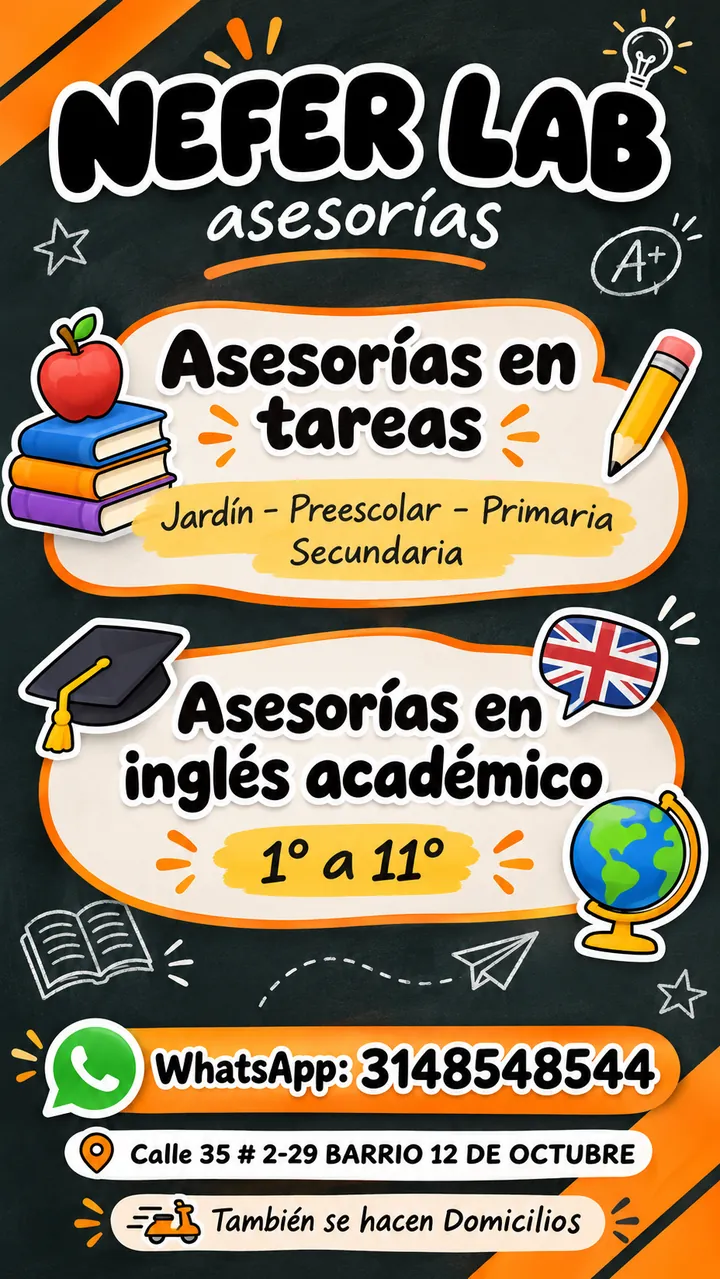 NEFER LAB
asesorías
A+
Asesorías en
tareas
Jardín - Preescolar - Primaria
Secundaria
Asesorías en
inglés académico
1° a 11°
WhatsApp: 3148548544
Calle 35 # 2-29 BARRIO 12 DE OCTUBRE
También se hacen Domicilios